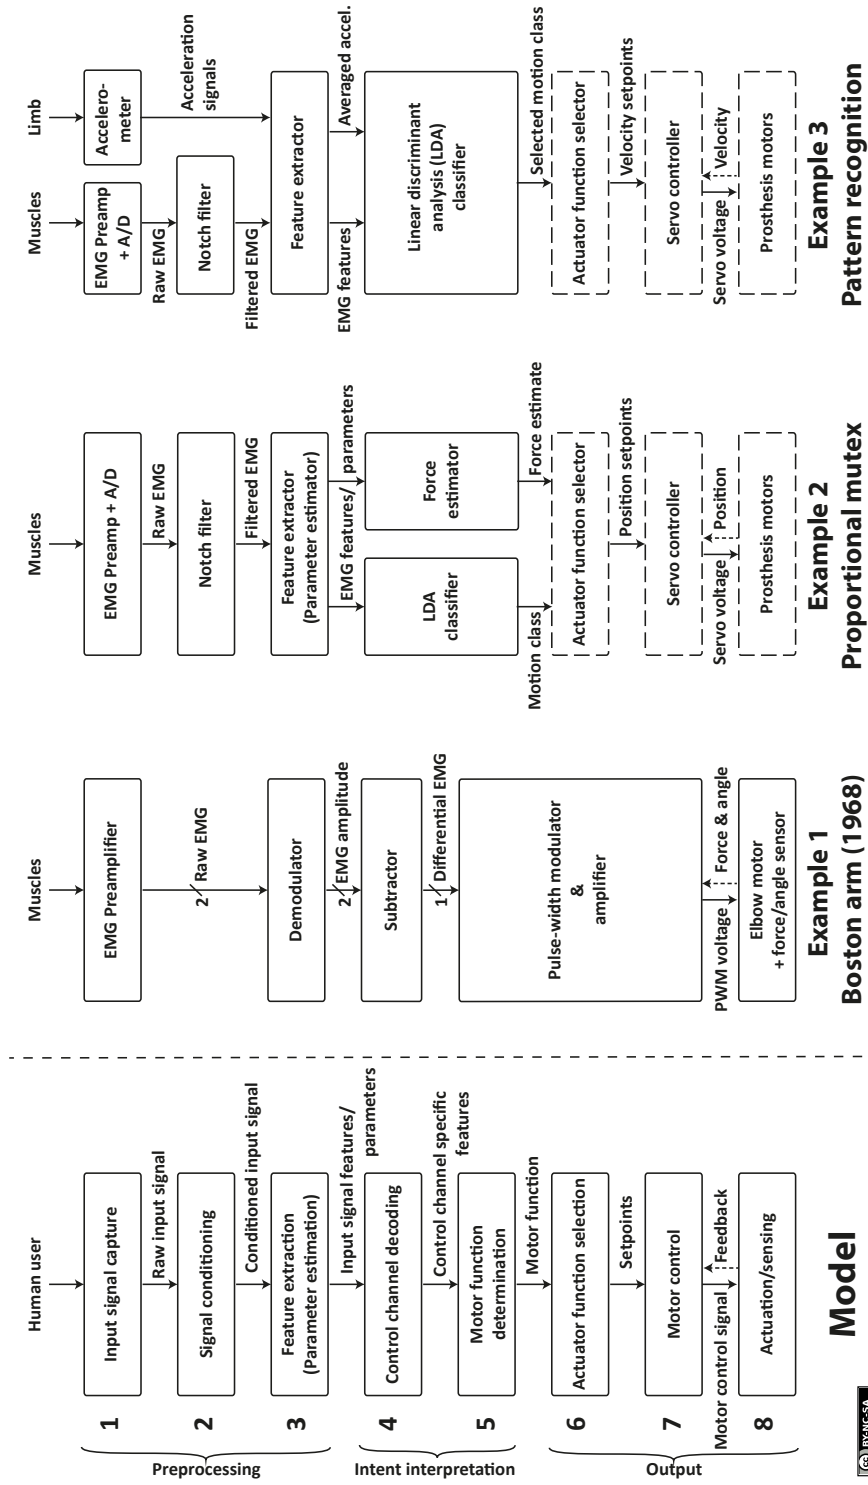 Human user
1
Input signal capture
Raw input signal
2
Signal conditioning
Conditioned input signal
3
Feature extraction
(Parameter estimation)
Input signal features/
parameters
4
Control channel decoding
Control channel specific
features
5
Motor function
determination
Motor function
6
Actuator function selection
Setpoints
7
Motor control
Motor control signal
Feedback
8
Actuation/sensing
Preprocessing
Intent interpretation
Output
Model
Muscles
EMG Preamplifier
2 Raw EMG
Demodulator
2 EMG amplitude
Subtractor
1 Differential EMG
Pulse-width modulator
&
amplifier
PWM voltage
Force & angle
Elbow motor
+ force/angle sensor
Example 1
Boston arm (1968)
Muscles
EMG Preamp + A/D
Raw EMG
Notch filter
Filtered EMG
Feature extractor
(Parameter estimator)
EMG features/ parameters
LDA
classifier
Force
estimator
Motion class
Force estimate
Actuator function selector
Position setpoints
Servo controller
Servo voltage
Position
Prosthesis motors
Example 2
Proportional mutex
Muscles
Limb
EMG Preamp
+ A/D
Accelero-
meter
Raw EMG
Acceleration
signals
Notch filter
Filtered EMG
Feature extractor
EMG features
Averaged accel.
Linear discriminant
analysis (LDA)
classifier
Selected motion class
Actuator function selector
Velocity setpoints
Servo controller
Servo voltage
Velocity
Prosthesis motors
Example 3
Pattern recognition
cc BY-NC-SA